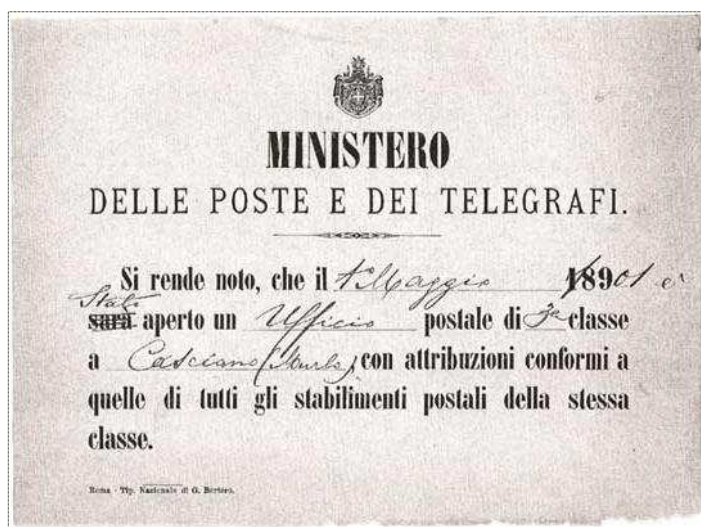 MINISTERO
DELLE POSTE E DEI TELEGRAFI.
Si rende noto, che il 1° Maggio 18901 è
Stato
sarà aperto un Ufficio postale di 3a classe
a Casciano (Murlo) con attribuzioni conformi a
quelle di tutti gli stabilimenti postali della stessa
classe.
Roma - Tip. Nazionale di G. Bertero.